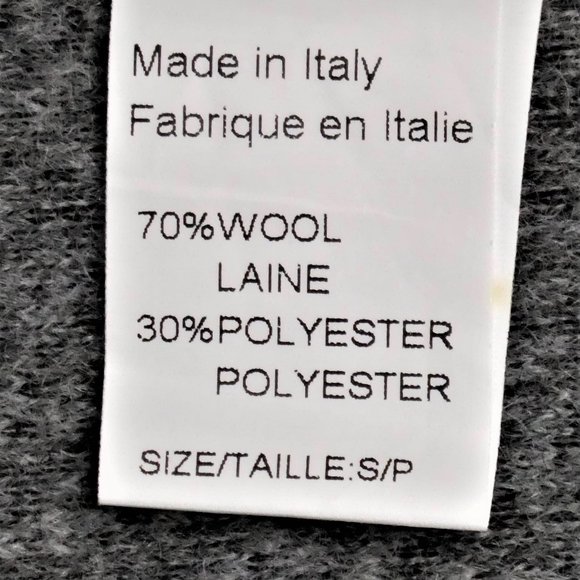 Made in Italy
Fabrique en Italie
70%WOOL
LAINE
30%POLYESTER
POLYESTER
SIZE/TAILLE:S/P